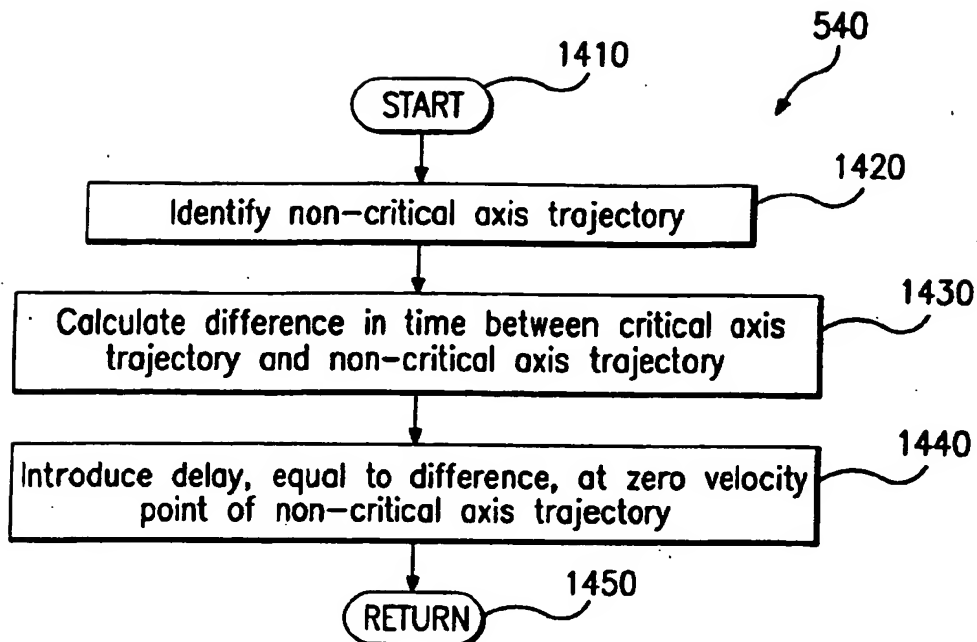 540
1410
START
1420
Identify non-critical axis trajectory
1430
Calculate difference in time between critical axis
trajectory and non-critical axis trajectory
1440
Introduce delay, equal to difference, at zero velocity
point of non-critical axis trajectory
1450
RETURN